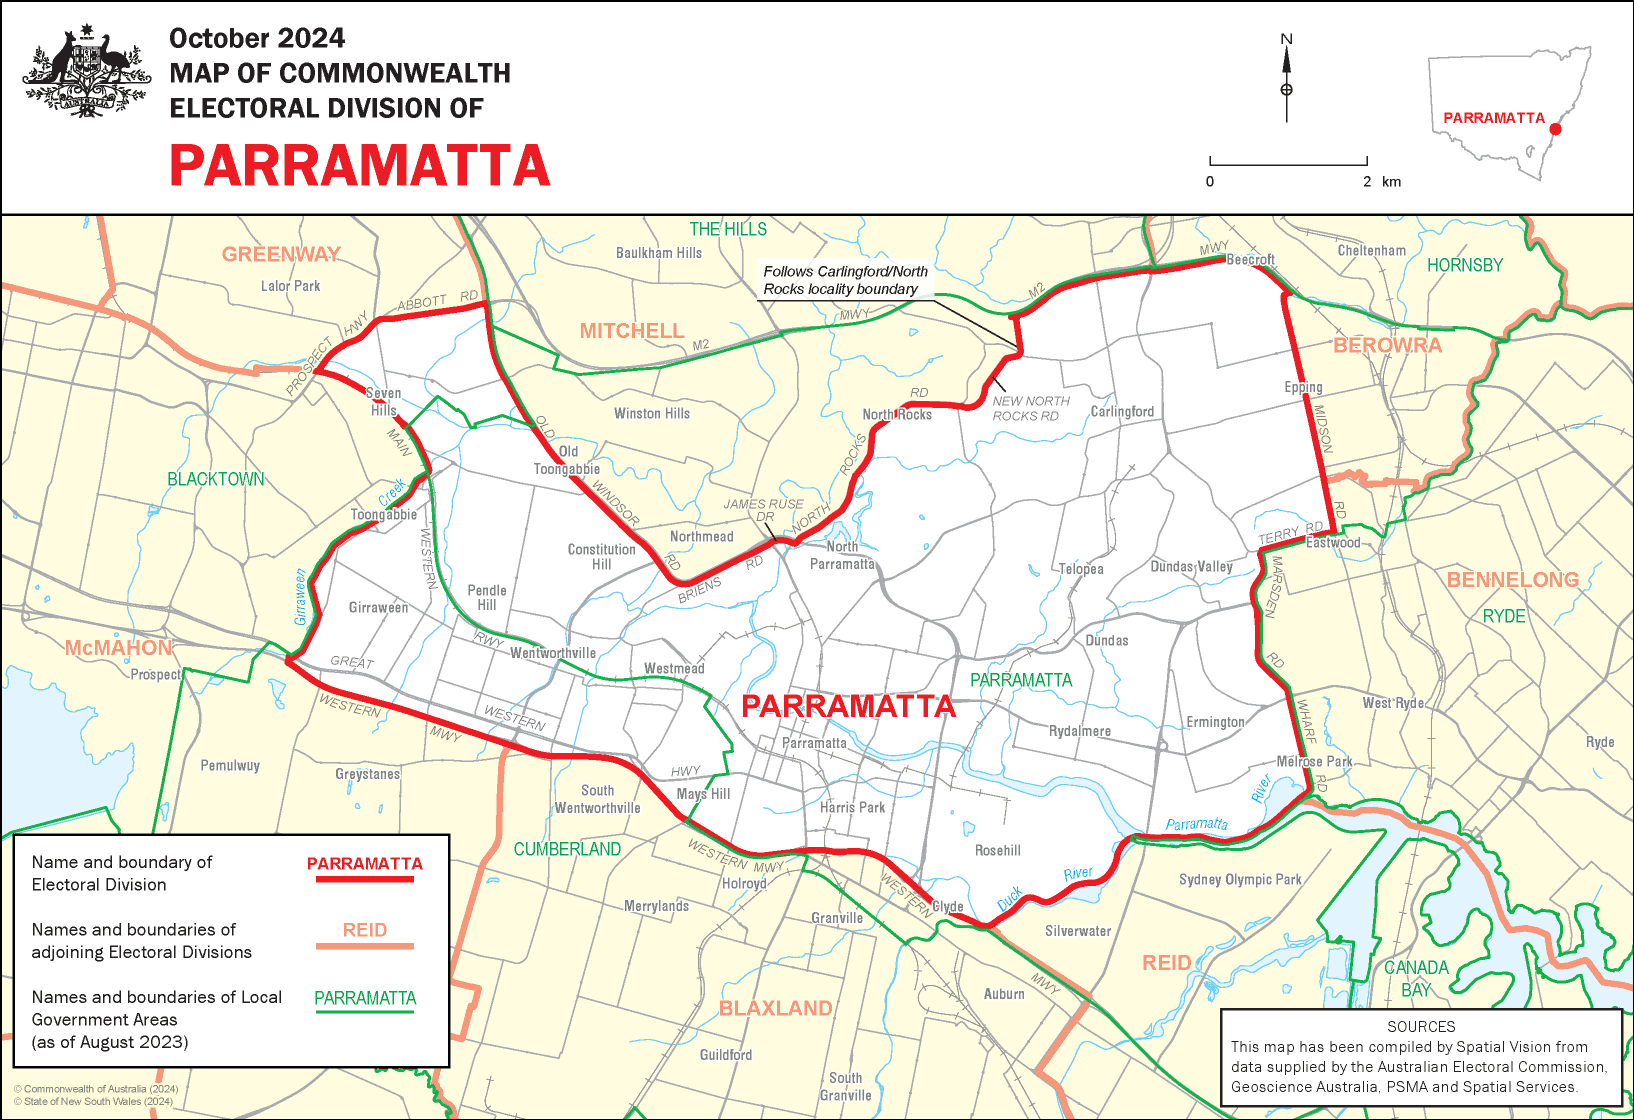 October 2024
MAP OF COMMONWEALTH
ELECTORAL DIVISION OF
PARRAMATTA
AUSTRALIA
N
0 2 km
PARRAMATTA
THE HILLS
GREENWAY
Baulkham Hills
Lalor Park
MWY
Beecroft
Cheltenham
HORNSBY
Follows Carlingford/North
Rocks locality boundary
M2
ABBOTT RD
PROSPECT HWY
MITCHELL
M2
MWY
BEROWRA
Seven
Hills
MAIN
Winston Hills
North Rocks
RD
NEW NORTH
ROCKS RD
Carlingford
Epping
MIDSON
RD
OLD
Old
Toongabbie
WINDSOR
RD
BLACKTOWN
Creek
Toongabbie
WESTERN
JAMES RUSE
DR
NORTH
ROCKS
Northmead
Constitution
Hill
BRIENS RD
North
Parramatta
TERRY RD
Eastwood
Telopea
Dundas Valley
MARSDEN
RD
BENNELONG
RYDE
Girraween
Girraween
Pendle
Hill
RWY
Wentworthville
Westmead
Dundas
McMAHON
Prospect
GREAT
WESTERN
WESTERN
MWY
HWY
PARRAMATTA
PARRAMATTA
Parramatta
Rydalmere
Ermington
WHARF
RD
West Ryde
Ryde
Melrose Park
Pemulwuy
Greystanes
South
Wentworthville
Mays Hill
Harris Park
River
Parramatta
CUMBERLAND
WESTERN MWY
Holroyd
Rosehill
River
Duck
Clyde
WESTERN
Merrylands
Granville
Sydney Olympic Park
Silverwater
REID
MWY
Auburn
CANADA
BAY
BLAXLAND
Guildford
South
Granville
Name and boundary of
Electoral Division
PARRAMATTA
Names and boundaries of
adjoining Electoral Divisions
REID
Names and boundaries of Local
Government Areas
(as of August 2023)
PARRAMATTA
© Commonwealth of Australia (2024)
© State of New South Wales (2024)
SOURCES
This map has been compiled by Spatial Vision from
data supplied by the Australian Electoral Commission,
Geoscience Australia, PSMA and Spatial Services.